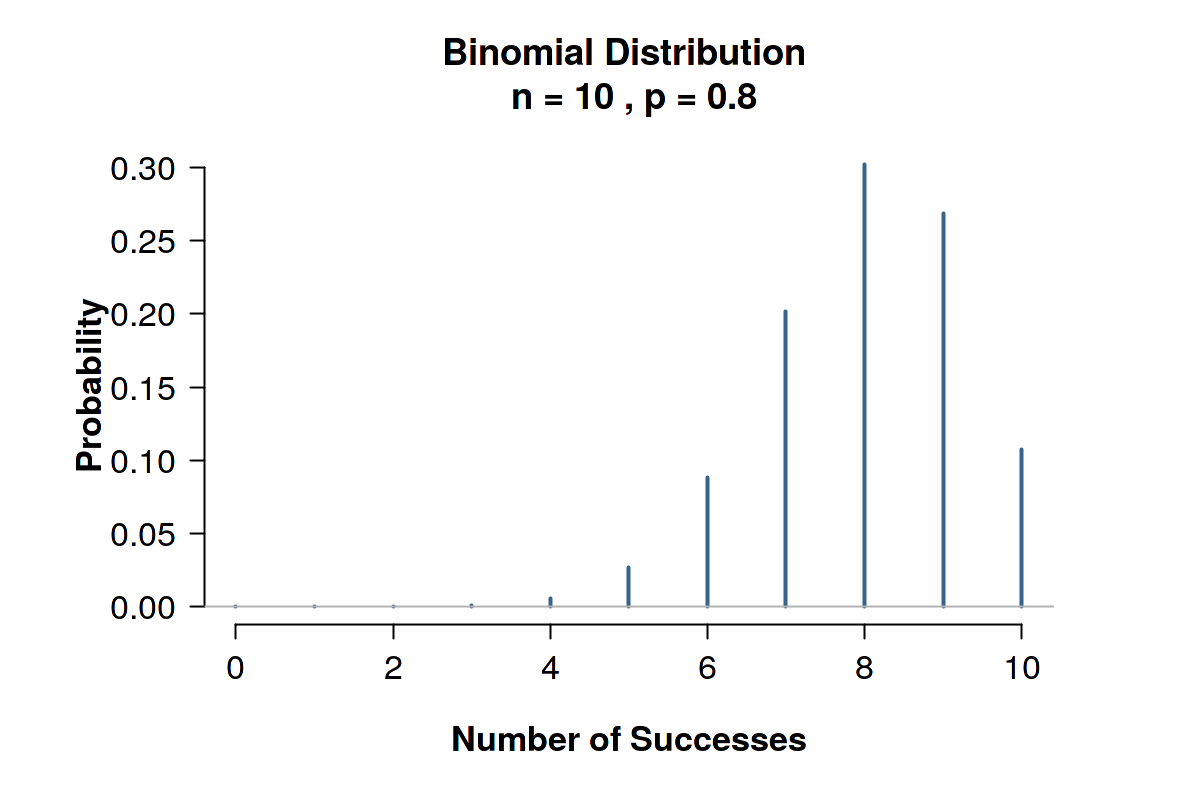 Binomial Distribution
n = 10 , p = 0.8
Probability
0.30
0.25
0.20
0.15
0.10
0.05
0.00
0 2 4 6 8 10
Number of Successes